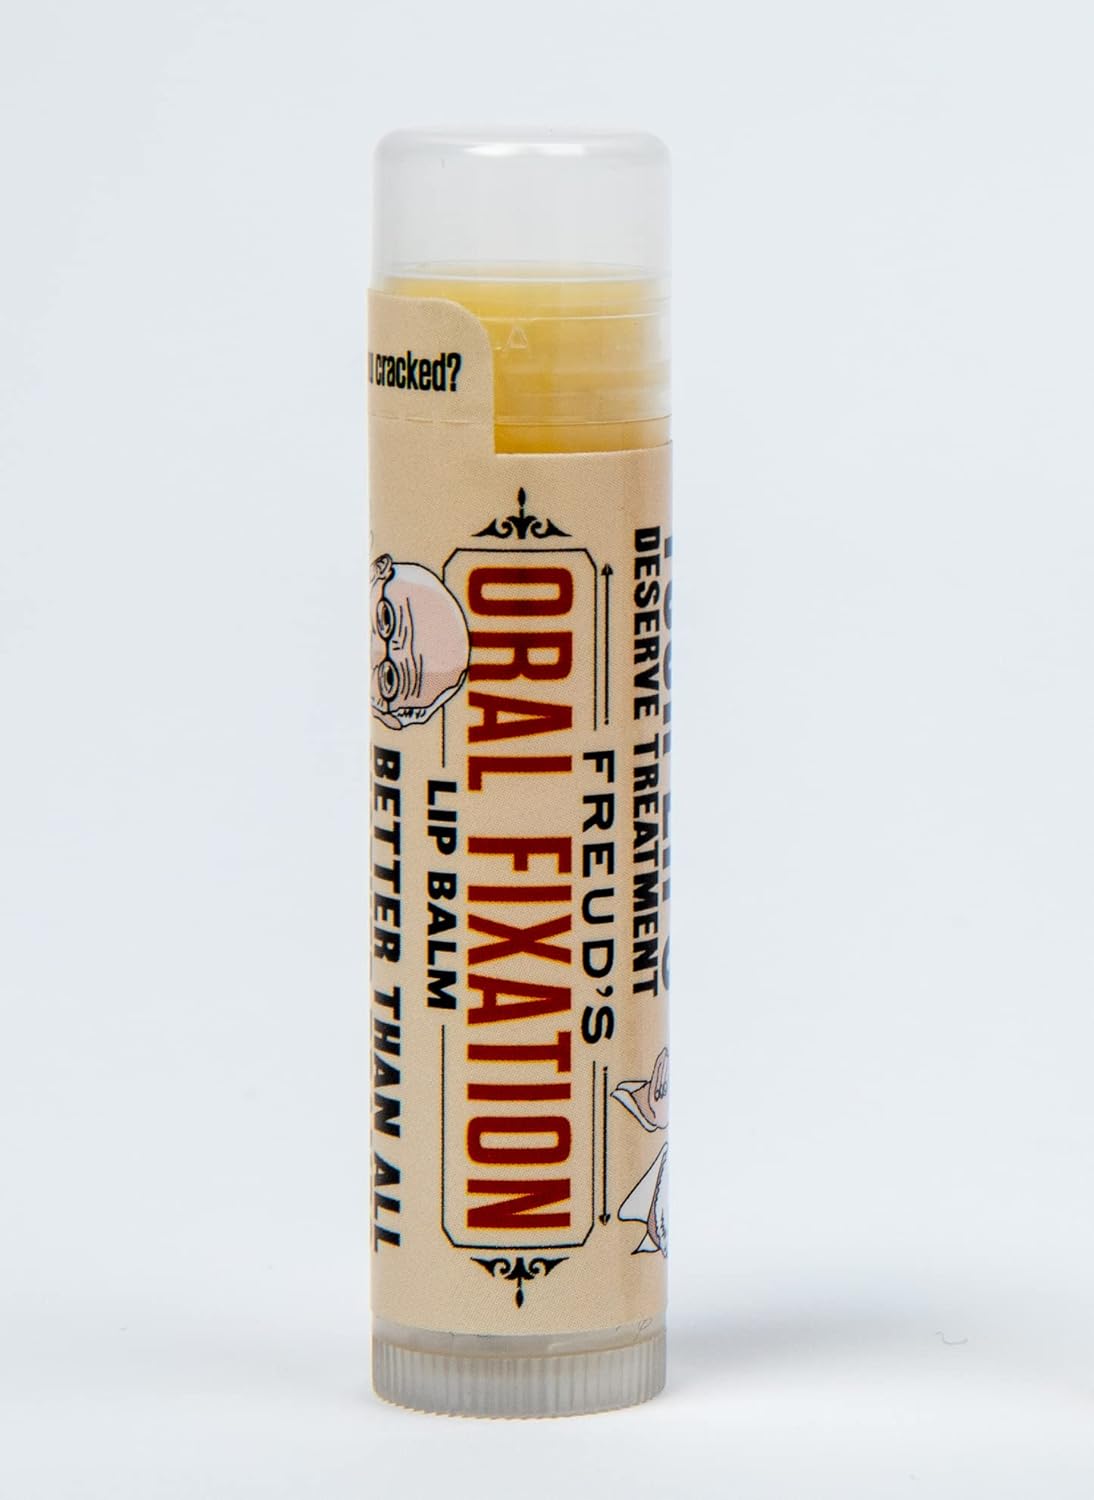 cracked?
DESERVE TREATMENT
FREUD'S
ORAL FIXATION
LIP BALM
BETTER THAN ALL